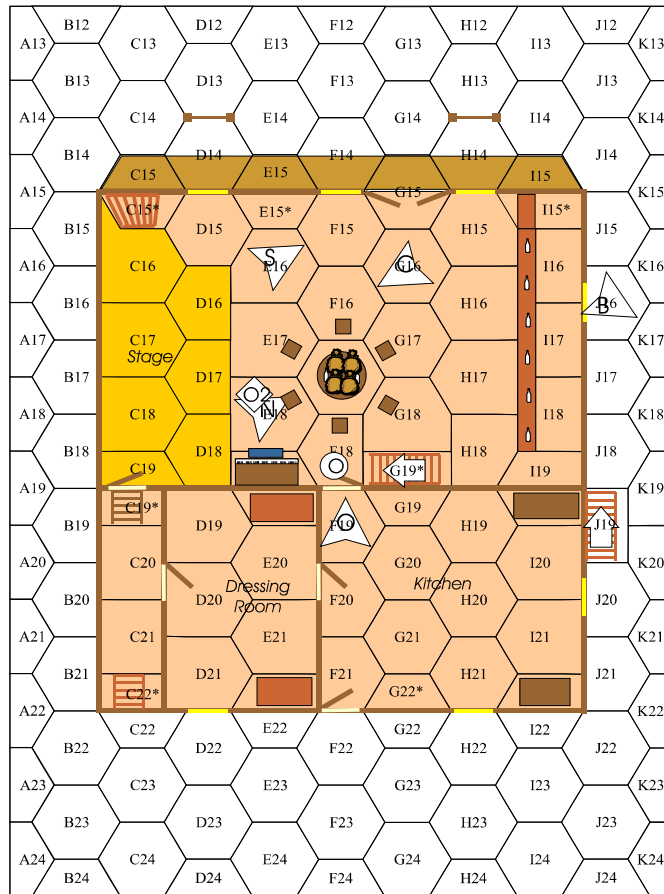 B12 D12 F12 H12 J12
A13 C13 E13 G13 I13 K13
B13 D13 F13 H13 J13
A14 C14 E14 G14 I14 K14
B14 D14 F14 H14 J14
C15 E15 I15
A15 G15 K15
C15* E15* I15*
B15 D15 F15 H15 J15
S C
A16 C16 E16 G16 I16 K16
B16 D16 F16 H16 J16
B
A17 C17 E17 G17 I17 K17
Stage
B17 D17 H17 J17
O2
N
A18 C18 E18 G18 I18 K18
B18 D18 F18 H18 J18
C19 O G19* I19
A19 K19
C19* G19
B19 D19 F19 H19 J19
C
A20 C20 E20 G20 I20 K20
Dressing Kitchen
B20 D20 F20 H20 J20
Room
A21 C21 E21 G21 I21 K21
B21 D21 F21 H21 J21
C22* G22*
A22 K22
C22 E22 G22 I22
B22 D22 F22 H22 J22
A23 C23 E23 G23 I23 K23
B23 D23 F23 H23 J23
A24 C24 E24 G24 I24 K24
B24 D24 F24 H24 J24